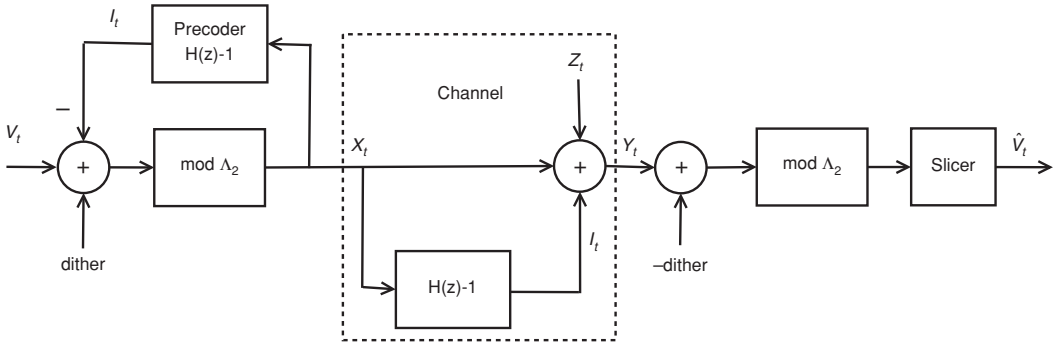 I_t
Precoder
H(z)-1
–
V_t
+
dither
mod Λ_2
Channel
X_t
Z_t
+
I_t
H(z)-1
Y_t
+
–dither
mod Λ_2
Slicer
V̂_t